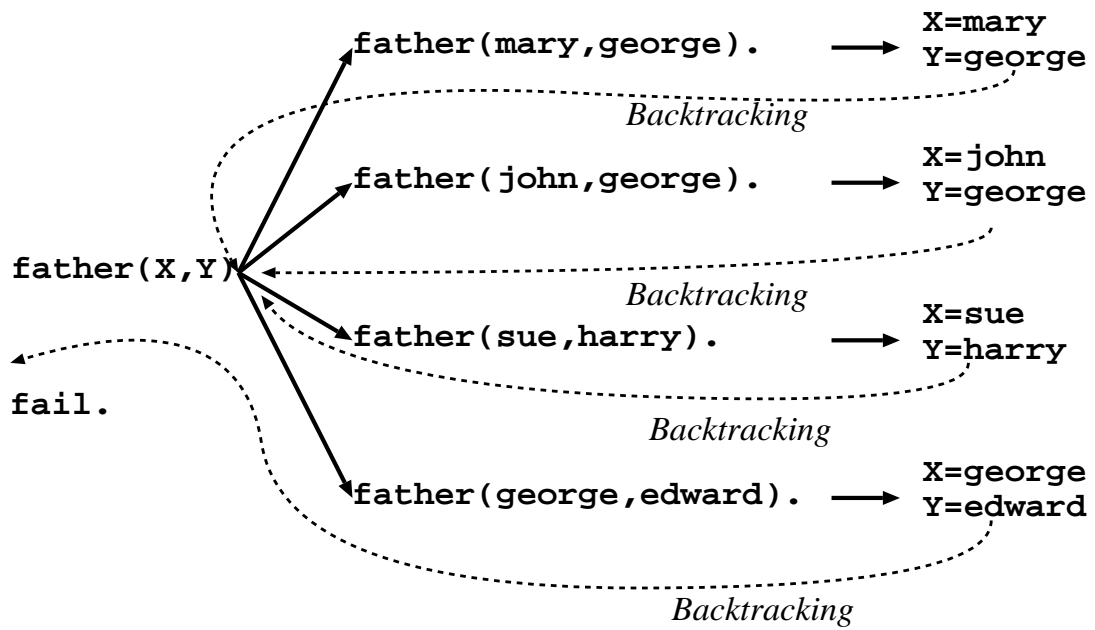 father(mary,george).
X=mary
Y=george
Backtracking
father(john,george).
X=john
Y=george
father(X,Y)
Backtracking
father(sue,harry).
X=sue
Y=harry
fail.
Backtracking
father(george,edward).
X=george
Y=edward
Backtracking